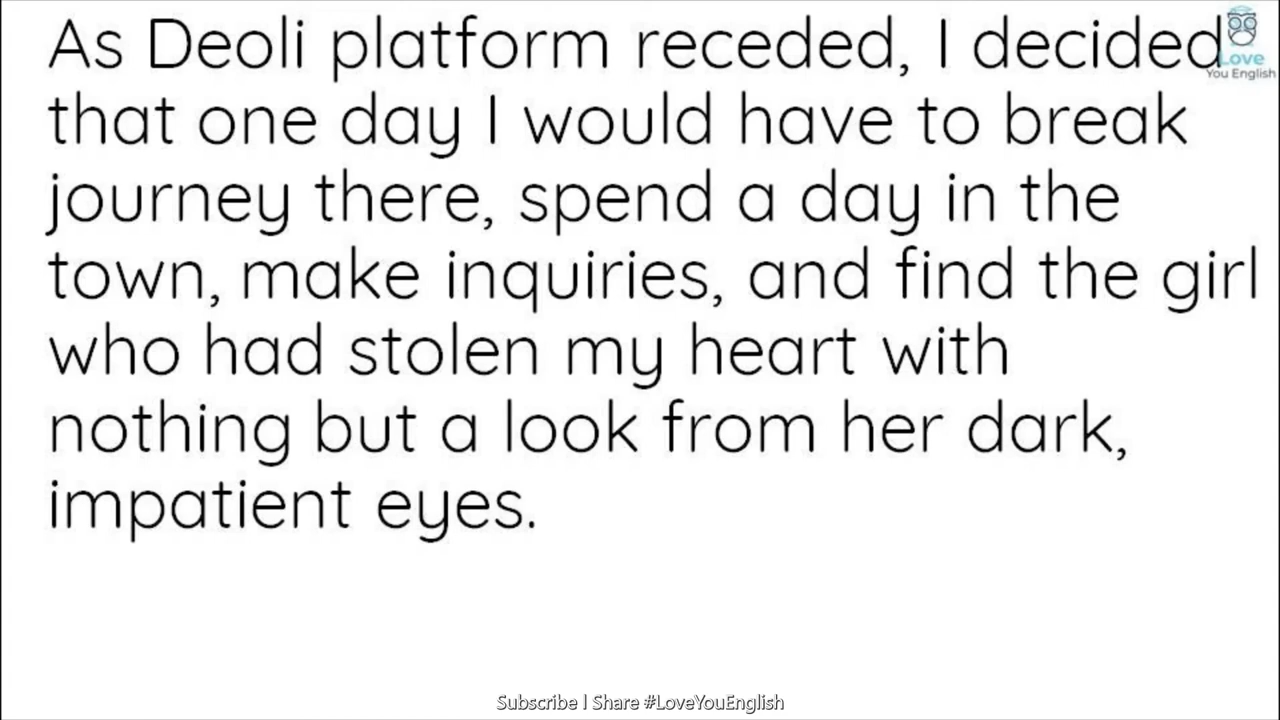 As Deoli platform receded, I decided
that one day I would have to break
journey there, spend a day in the
town, make inquiries, and find the girl
who had stolen my heart with
nothing but a look from her dark,
impatient eyes.
Love
You English
Subscribe | Share #LoveYouEnglish